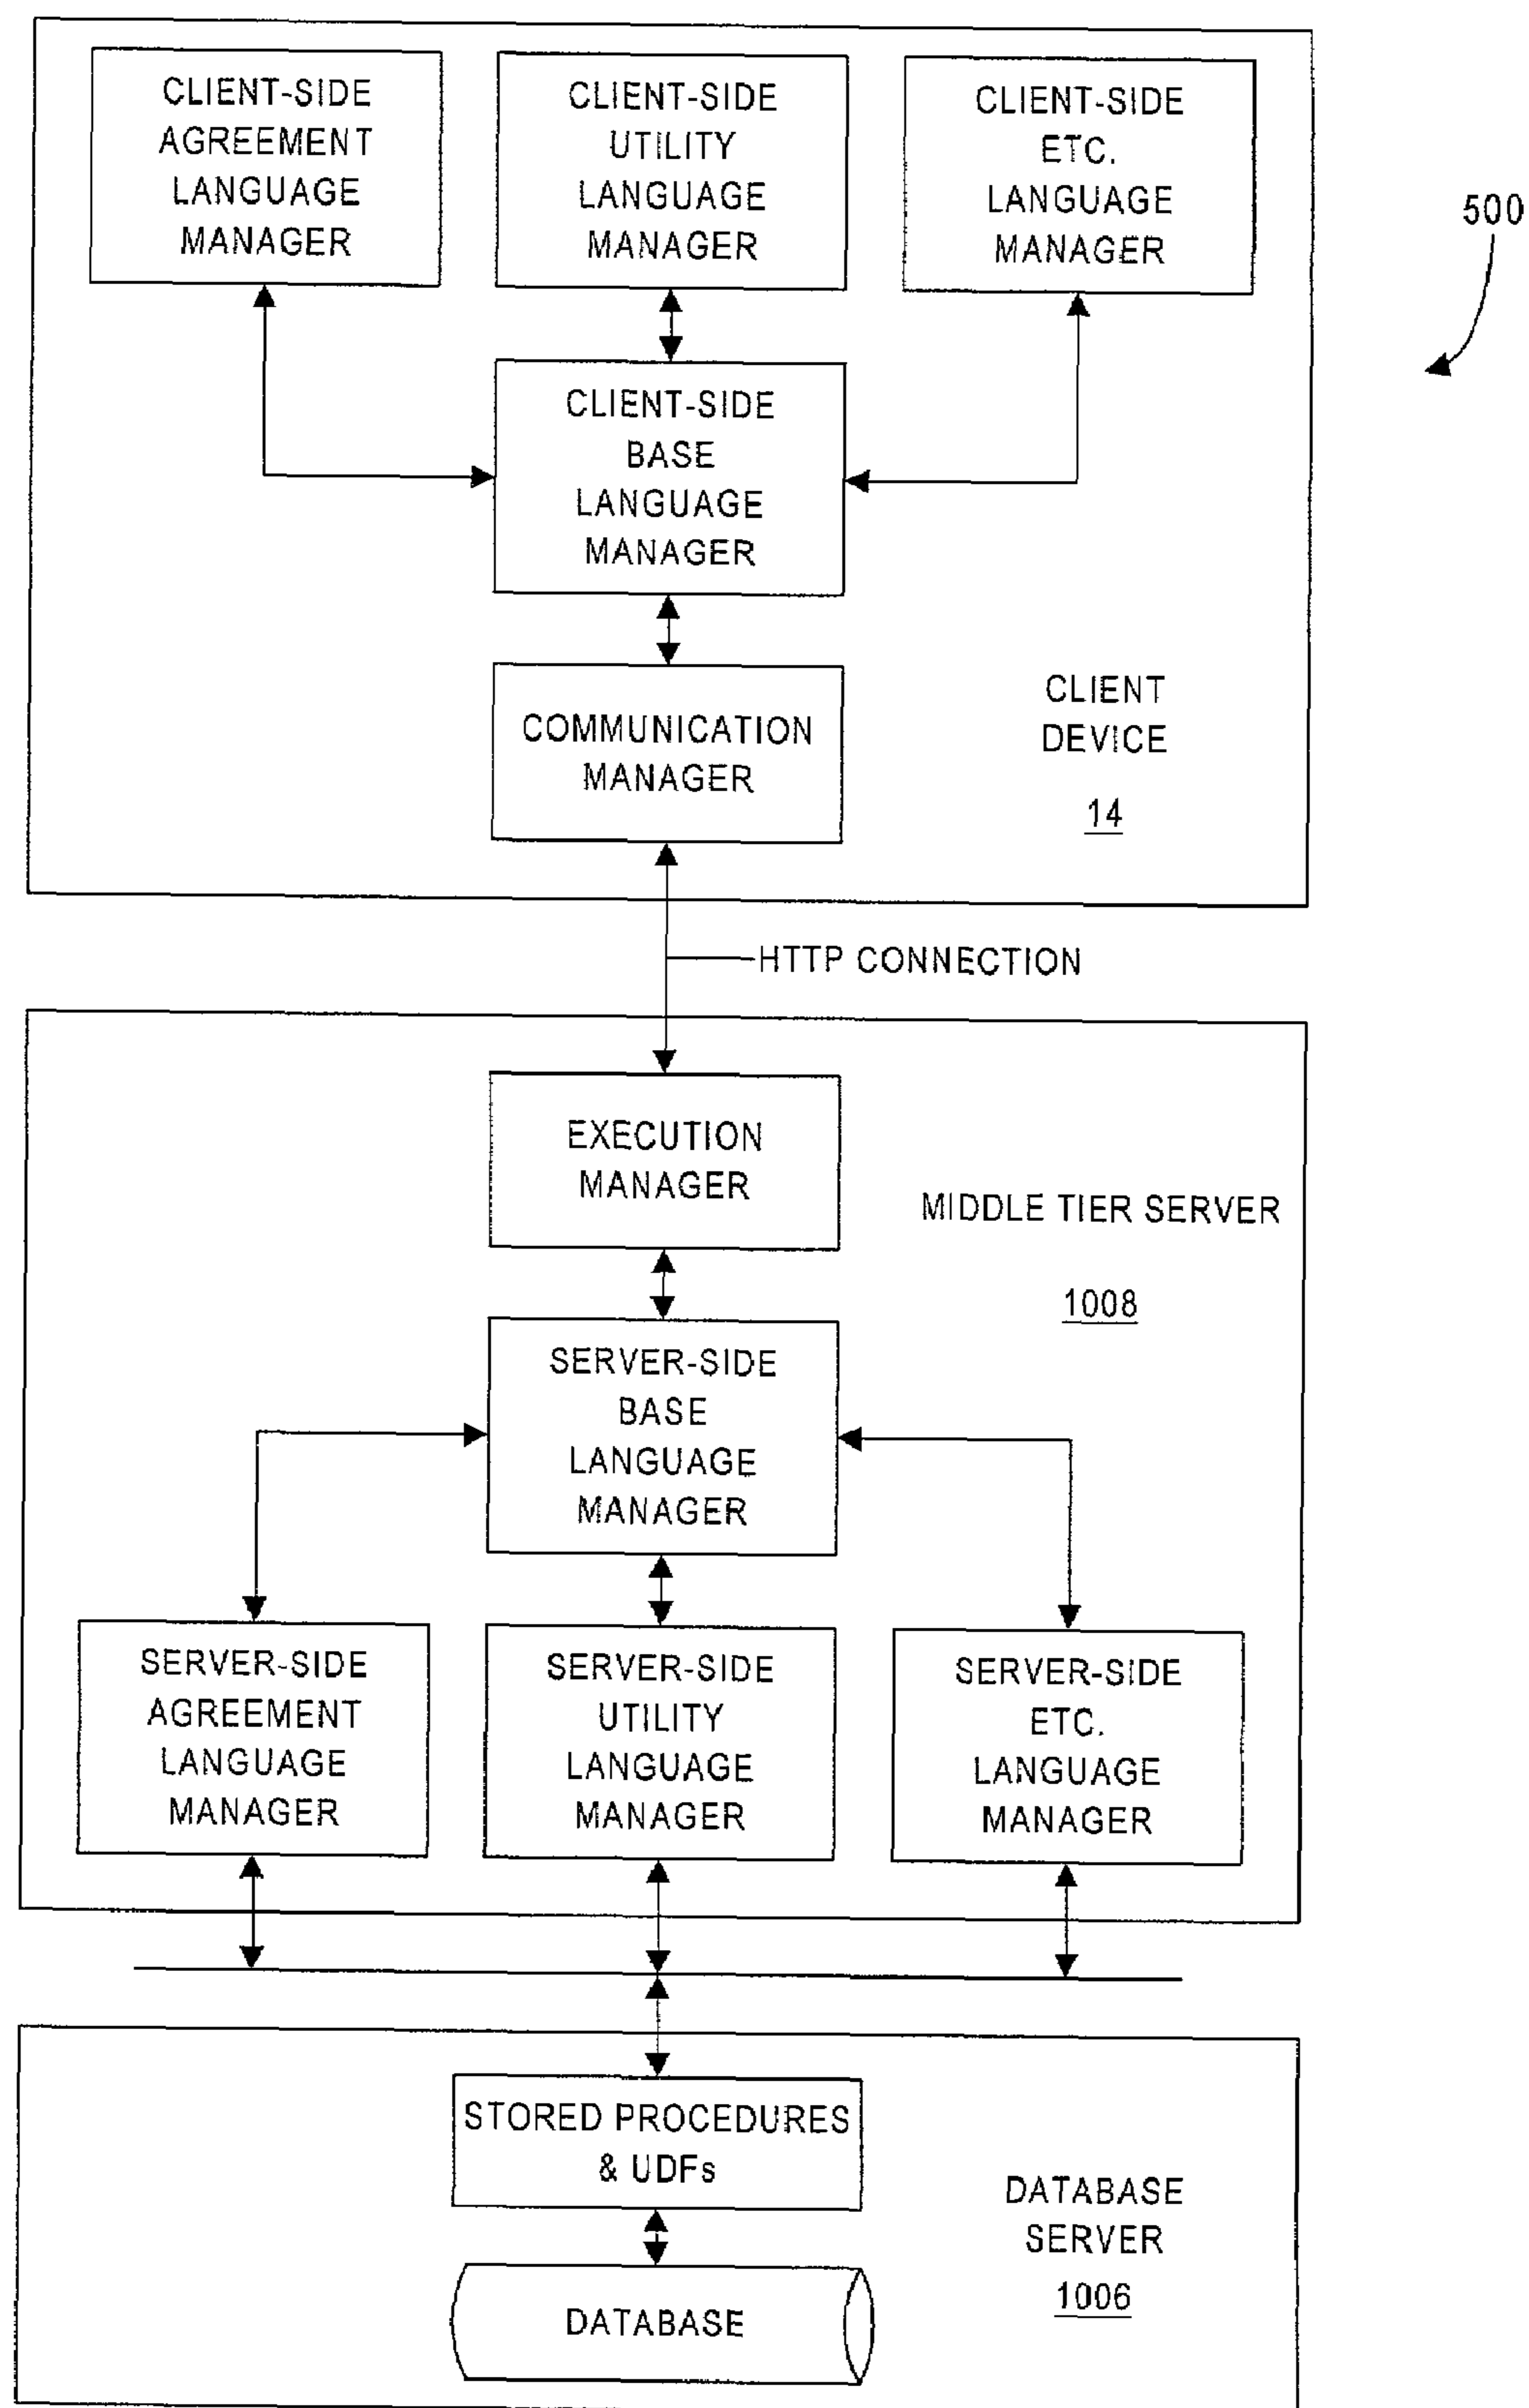 CLIENT-SIDE
AGREEMENT
LANGUAGE
MANAGER
CLIENT-SIDE
UTILITY
LANGUAGE
MANAGER
CLIENT-SIDE
ETC.
LANGUAGE
MANAGER
500
CLIENT-SIDE
BASE
LANGUAGE
MANAGER
COMMUNICATION
MANAGER
CLIENT
DEVICE
14
HTTP CONNECTION
EXECUTION
MANAGER
MIDDLE TIER SERVER
1008
SERVER-SIDE
BASE
LANGUAGE
MANAGER
SERVER-SIDE
AGREEMENT
LANGUAGE
MANAGER
SERVER-SIDE
UTILITY
LANGUAGE
MANAGER
SERVER-SIDE
ETC.
LANGUAGE
MANAGER
STORED PROCEDURES
& UDFs
DATABASE
SERVER
1006
DATABASE